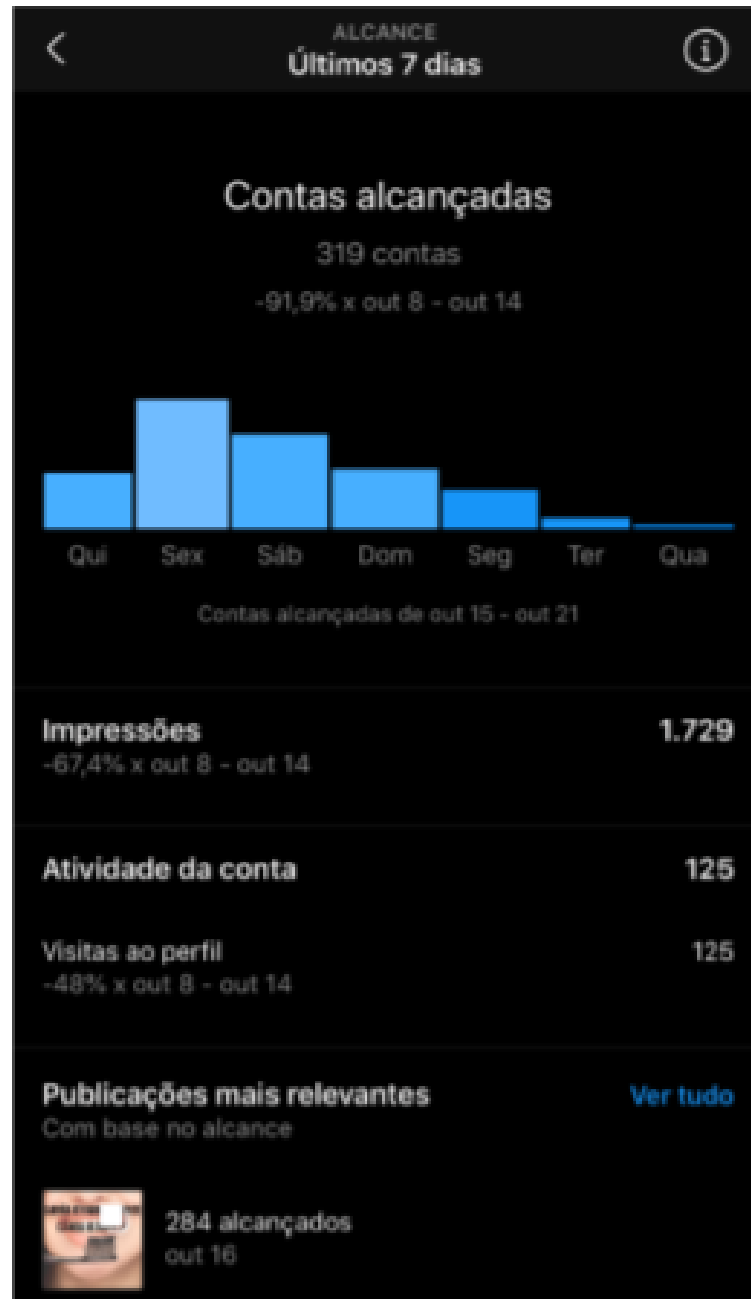 ALCANCE
Últimos 7 dias
Contas alcançadas
319 contas
-91,9% x out 8 - out 14
Qui Sex Sáb Dom Seg Ter Qua
Contas alcançadas de out 15 - out 21
Impressões 1.729
-67,4% x out 8 - out 14
Atividade da conta 125
Visitas ao perfil 125
-48% x out 8 - out 14
Publicações mais relevantes Ver tudo
Com base no alcance
284 alcançados
out 16